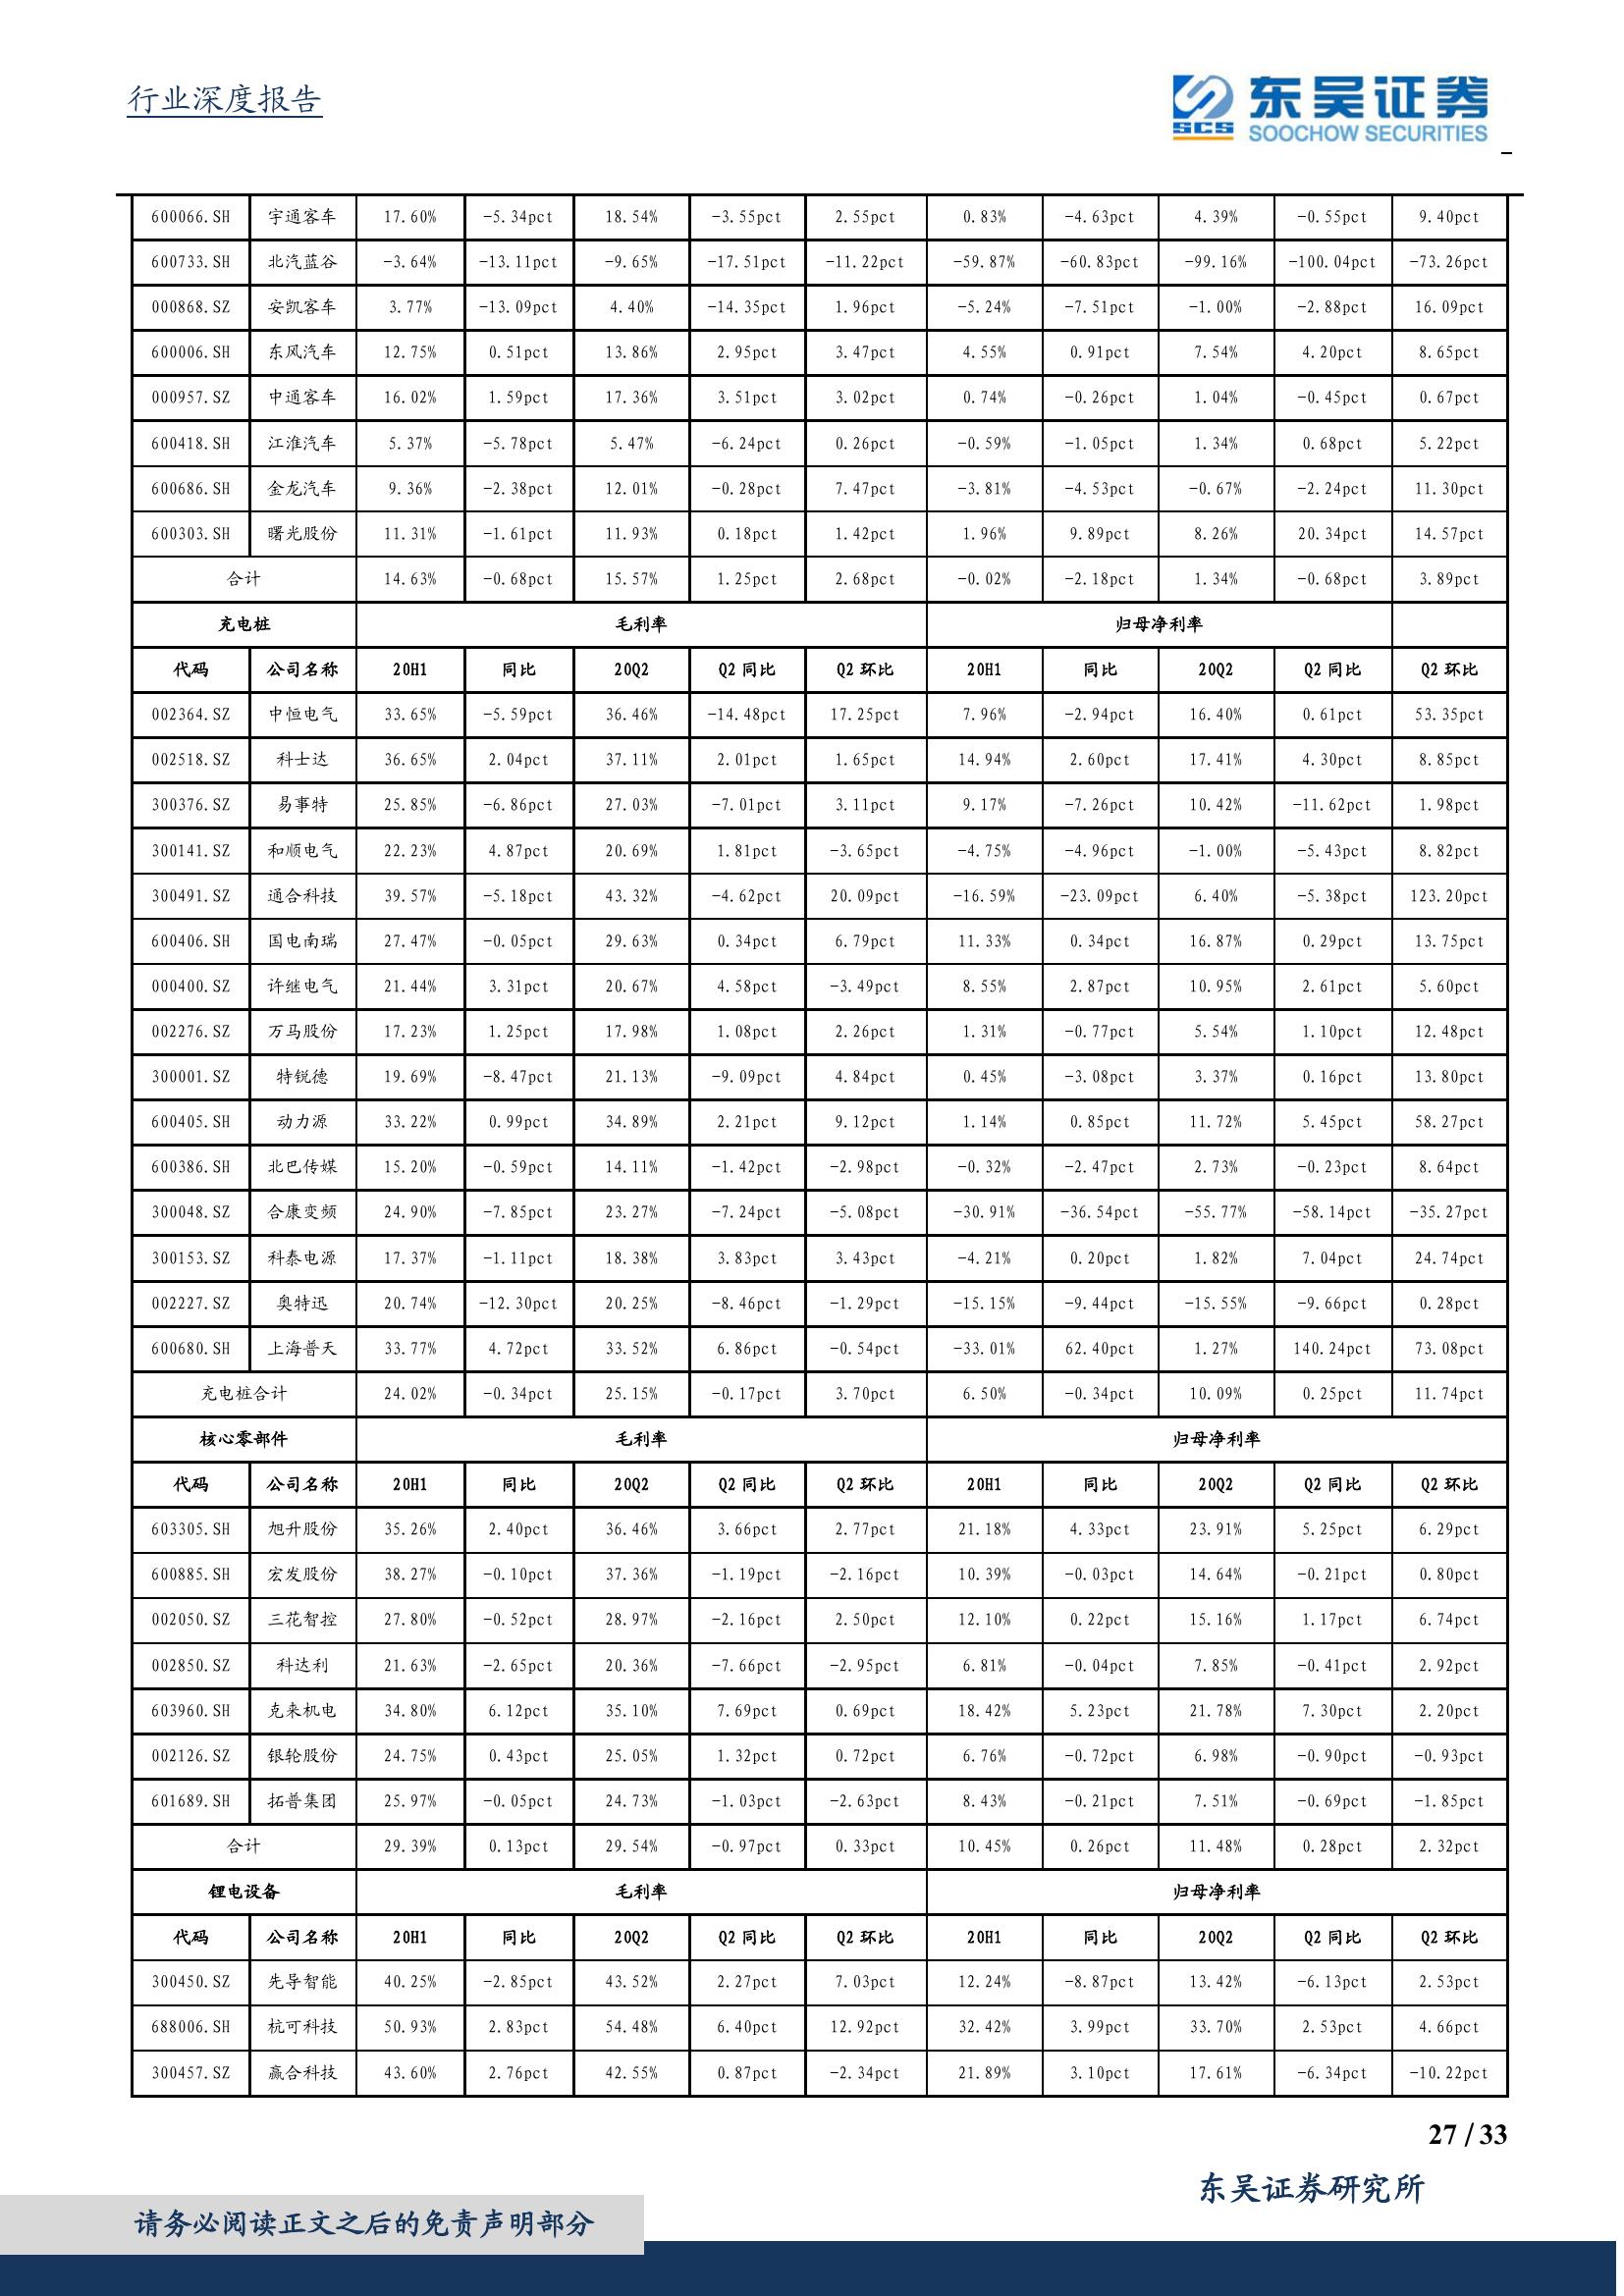 行业深度报告
SCS 东吴证券
SOOCHOW SECURITIES
600066.SH 宇通客车 17.60% -5.34pct 18.54% -3.55pct 2.55pct 0.83% -4.63pct 4.39% -0.55pct 9.40pct
600733.SH 北汽蓝谷 -3.64% -13.11pct -9.65% -17.51pct -11.22pct -59.87% -60.83pct -99.16% -100.04pct -73.26pct
000868.SZ 安凯客车 3.77% -13.09pct 4.40% -14.35pct 1.96pct -5.24% -7.51pct -1.00% -2.88pct 16.09pct
600006.SH 东风汽车 12.75% 0.51pct 13.86% 2.95pct 3.47pct 4.55% 0.91pct 7.54% 4.20pct 8.65pct
000957.SZ 中通客车 16.02% 1.59pct 17.36% 3.51pct 3.02pct 0.74% -0.26pct 1.04% -0.45pct 0.67pct
600418.SH 江淮汽车 5.37% -5.78pct 5.47% -6.24pct 0.26pct -0.59% -1.05pct 1.34% 0.68pct 5.22pct
600686.SH 金龙汽车 9.36% -2.38pct 12.01% -0.28pct 7.47pct -3.81% -4.53pct -0.67% -2.24pct 11.30pct
600303.SH 曙光股份 11.31% -1.61pct 11.93% 0.18pct 1.42pct 1.96% 9.89pct 8.26% 20.34pct 14.57pct
合计 14.63% -0.68pct 15.57% 1.25pct 2.68pct -0.02% -2.18pct 1.34% -0.68pct 3.89pct
充电桩 毛利率 归母净利率
代码 公司名称 20H1 同比 20Q2 Q2 同比 Q2 环比 20H1 同比 20Q2 Q2 同比 Q2 环比
002364.SZ 中恒电气 33.65% -5.59pct 36.46% -14.48pct 17.25pct 7.96% -2.94pct 16.40% 0.61pct 53.35pct
002518.SZ 科士达 36.65% 2.04pct 37.11% 2.01pct 1.65pct 14.94% 2.60pct 17.41% 4.30pct 8.85pct
300376.SZ 易事特 25.85% -6.86pct 27.03% -7.01pct 3.11pct 9.17% -7.26pct 10.42% -11.62pct 1.98pct
300141.SZ 和顺电气 22.23% 4.87pct 20.69% 1.81pct -3.65pct -4.75% -4.96pct -1.00% -5.43pct 8.82pct
300491.SZ 通合科技 39.57% -5.18pct 43.32% -4.62pct 20.09pct -16.59% -23.09pct 6.40% -5.38pct 123.20pct
600406.SH 国电南瑞 27.47% -0.05pct 29.63% 0.34pct 6.79pct 11.33% 0.34pct 16.87% 0.29pct 13.75pct
000400.SZ 许继电气 21.44% 3.31pct 20.67% 4.58pct -3.49pct 8.55% 2.87pct 10.95% 2.61pct 5.60pct
002276.SZ 万马股份 17.23% 1.25pct 17.98% 1.08pct 2.26pct 1.31% -0.77pct 5.54% 1.10pct 12.48pct
300001.SZ 特锐德 19.69% -8.47pct 21.13% -9.09pct 4.84pct 0.45% -3.08pct 3.37% 0.16pct 13.80pct
600405.SH 动力源 33.22% 0.99pct 34.89% 2.21pct 9.12pct 1.14% 0.85pct 11.72% 5.45pct 58.27pct
600386.SH 北巴传媒 15.20% -0.59pct 14.11% -1.42pct -2.98pct -0.32% -2.47pct 2.73% -0.23pct 8.64pct
300048.SZ 合康变频 24.90% -7.85pct 23.27% -7.24pct -5.08pct -30.91% -36.54pct -55.77% -58.14pct -35.27pct
300153.SZ 科泰电源 17.37% -1.11pct 18.38% 3.83pct 3.43pct -4.21% 0.20pct 1.82% 7.04pct 24.74pct
002227.SZ 奥特迅 20.74% -12.30pct 20.25% -8.46pct -1.29pct -15.15% -9.44pct -15.55% -9.66pct 0.28pct
600680.SH 上海普天 33.77% 4.72pct 33.52% 6.86pct -0.54pct -33.01% 62.40pct 1.27% 140.24pct 73.08pct
充电桩合计 24.02% -0.34pct 25.15% -0.17pct 3.70pct 6.50% -0.34pct 10.09% 0.25pct 11.74pct
核心零部件 毛利率 归母净利率
代码 公司名称 20H1 同比 20Q2 Q2 同比 Q2 环比 20H1 同比 20Q2 Q2 同比 Q2 环比
603305.SH 旭升股份 35.26% 2.40pct 36.46% 3.66pct 2.77pct 21.18% 4.33pct 23.91% 5.25pct 6.29pct
600885.SH 宏发股份 38.27% -0.10pct 37.36% -1.19pct -2.16pct 10.39% -0.03pct 14.64% -0.21pct 0.80pct
002050.SZ 三花智控 27.80% -0.52pct 28.97% -2.16pct 2.50pct 12.10% 0.22pct 15.16% 1.17pct 6.74pct
002850.SZ 科达利 21.63% -2.65pct 20.36% -7.66pct -2.95pct 6.81% -0.04pct 7.85% -0.41pct 2.92pct
603960.SH 克来机电 34.80% 6.12pct 35.10% 7.69pct 0.69pct 18.42% 5.23pct 21.78% 7.30pct 2.20pct
002126.SZ 银轮股份 24.75% 0.43pct 25.05% 1.32pct 0.72pct 6.76% -0.72pct 6.98% -0.90pct -0.93pct
601689.SH 拓普集团 25.97% -0.05pct 24.73% -1.03pct -2.63pct 8.43% -0.21pct 7.51% -0.69pct -1.85pct
合计 29.39% 0.13pct 29.54% -0.97pct 0.33pct 10.45% 0.26pct 11.48% 0.28pct 2.32pct
锂电设备 毛利率 归母净利率
代码 公司名称 20H1 同比 20Q2 Q2 同比 Q2 环比 20H1 同比 20Q2 Q2 同比 Q2 环比
300450.SZ 先导智能 40.25% -2.85pct 43.52% 2.27pct 7.03pct 12.24% -8.87pct 13.42% -6.13pct 2.53pct
688006.SH 杭可科技 50.93% 2.83pct 54.48% 6.40pct 12.92pct 32.42% 3.99pct 33.70% 2.53pct 4.66pct
300457.SZ 赢合科技 43.60% 2.76pct 42.55% 0.87pct -2.34pct 21.89% 3.10pct 17.61% -6.34pct -10.22pct
27 / 33
东吴证券研究所
请务必阅读正文之后的免责声明部分